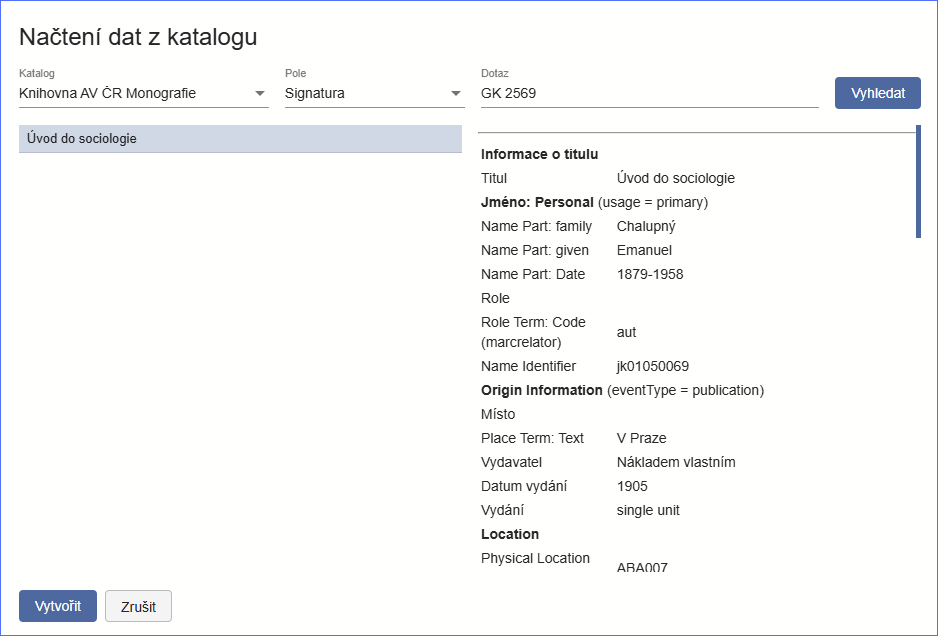 Načtení dat z katalogu
Katalog
Pole
Dotaz
Knihovna AV ČR Monografie
Signatura
GK 2569
Vyhledat
Úvod do sociologie
Informace o titulu
Titul Úvod do sociologie
Jméno: Personal (usage = primary)
Name Part: family Chalupný
Name Part: given Emanuel
Name Part: Date 1879-1958
Role
Role Term: Code
(marcrelator) aut
Name Identifier jk01050069
Origin Information (eventType = publication)
Místo
Place Term: Text V Praze
Vydavatel Nákladem vlastním
Datum vydání 1905
Vydání single unit
Location
Physical Location ABA007
Vytvořit
Zrušit